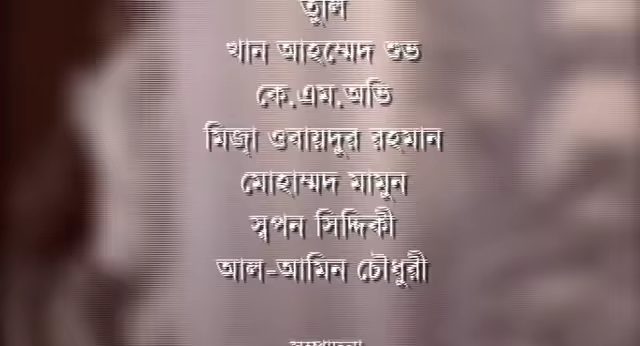 তুলি
খান আহম্মেদ শুভ
কে.এম.অভি
মির্জা ওবায়দুর রহমান
মোহাম্মদ মামুন
স্বপন সিদ্দিকী
আল-আমিন চৌধুরী